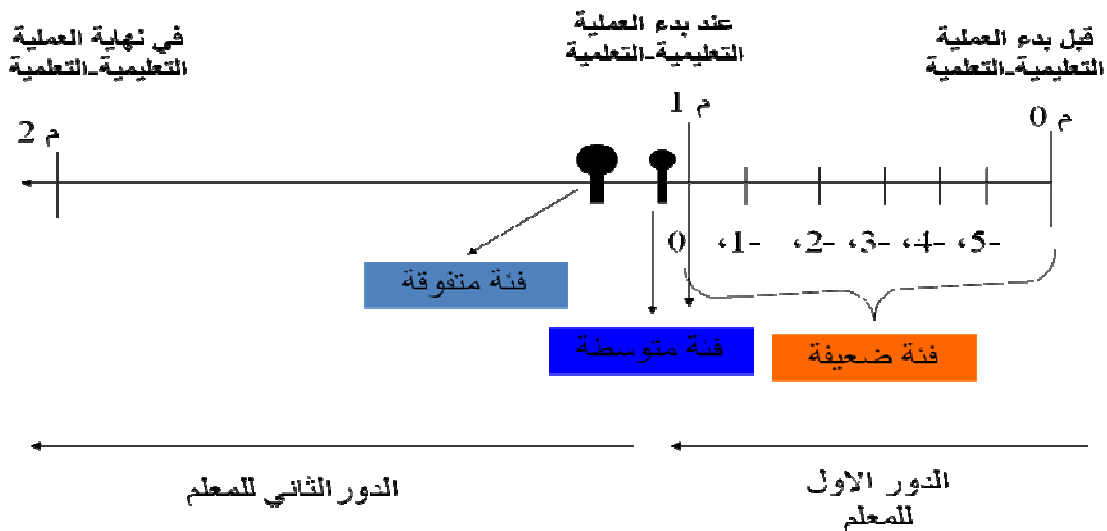 قبل بدء العملية
التعليمية-التعلمية
عند بدء العملية
التعليمية-التعلمية
في نهاية العملية
التعليمية-التعلمية
م 0
م 1
م 2
-5، -4، -3، -2، -1، 0
فئة متفوقة
فئة متوسطة
فئة ضعيفة
الدور الاول
للمعلم
الدور الثاني للمعلم